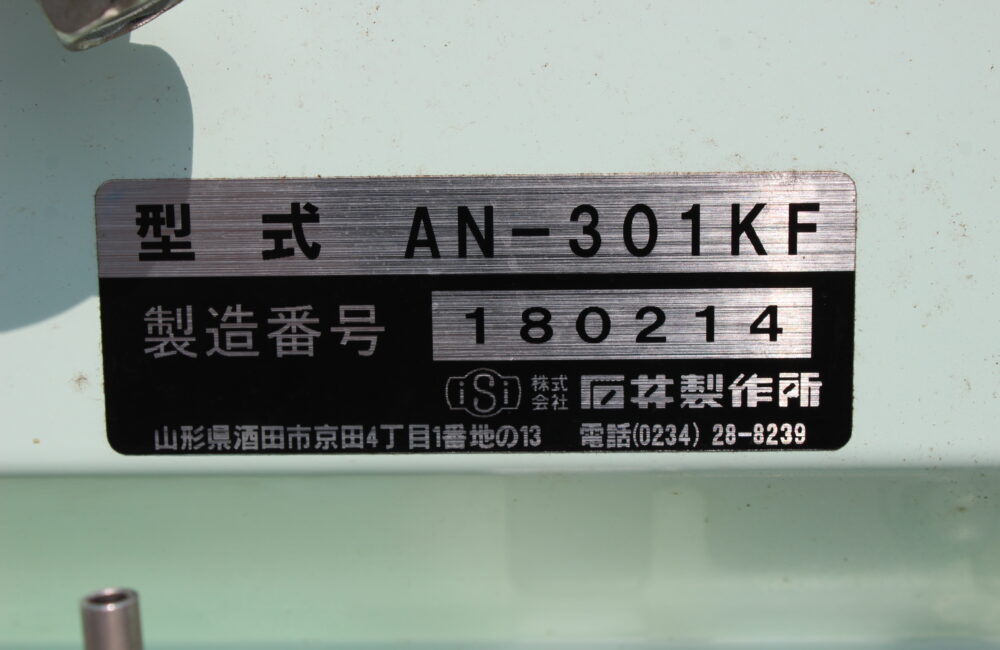 型式 AN-301KF
製造番号 180214
iSi 株式会社 石井製作所
山形県酒田市京田4丁目1番地の13 電話(0234) 28-8239